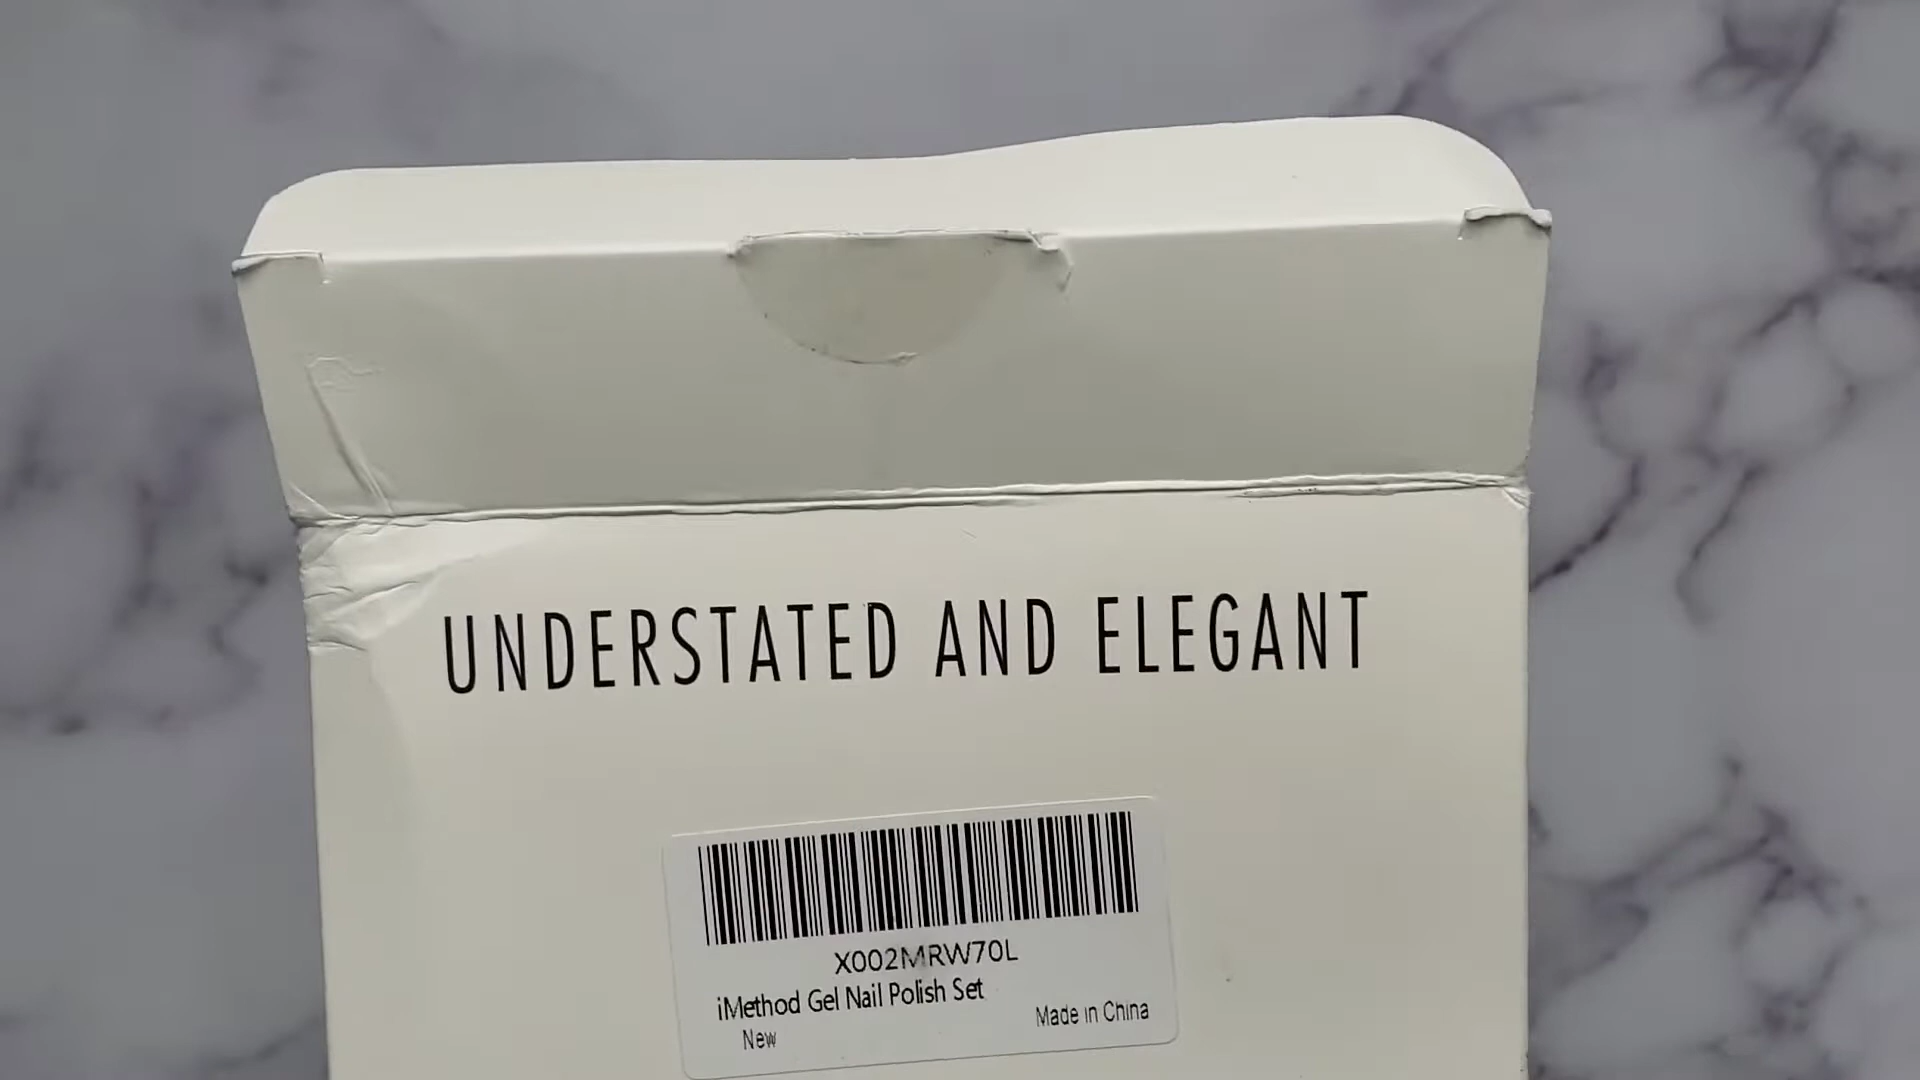 UNDERSTATED AND ELEGANT
X002MRW70L
iMethod Gel Nail Polish Set
New
Made in China